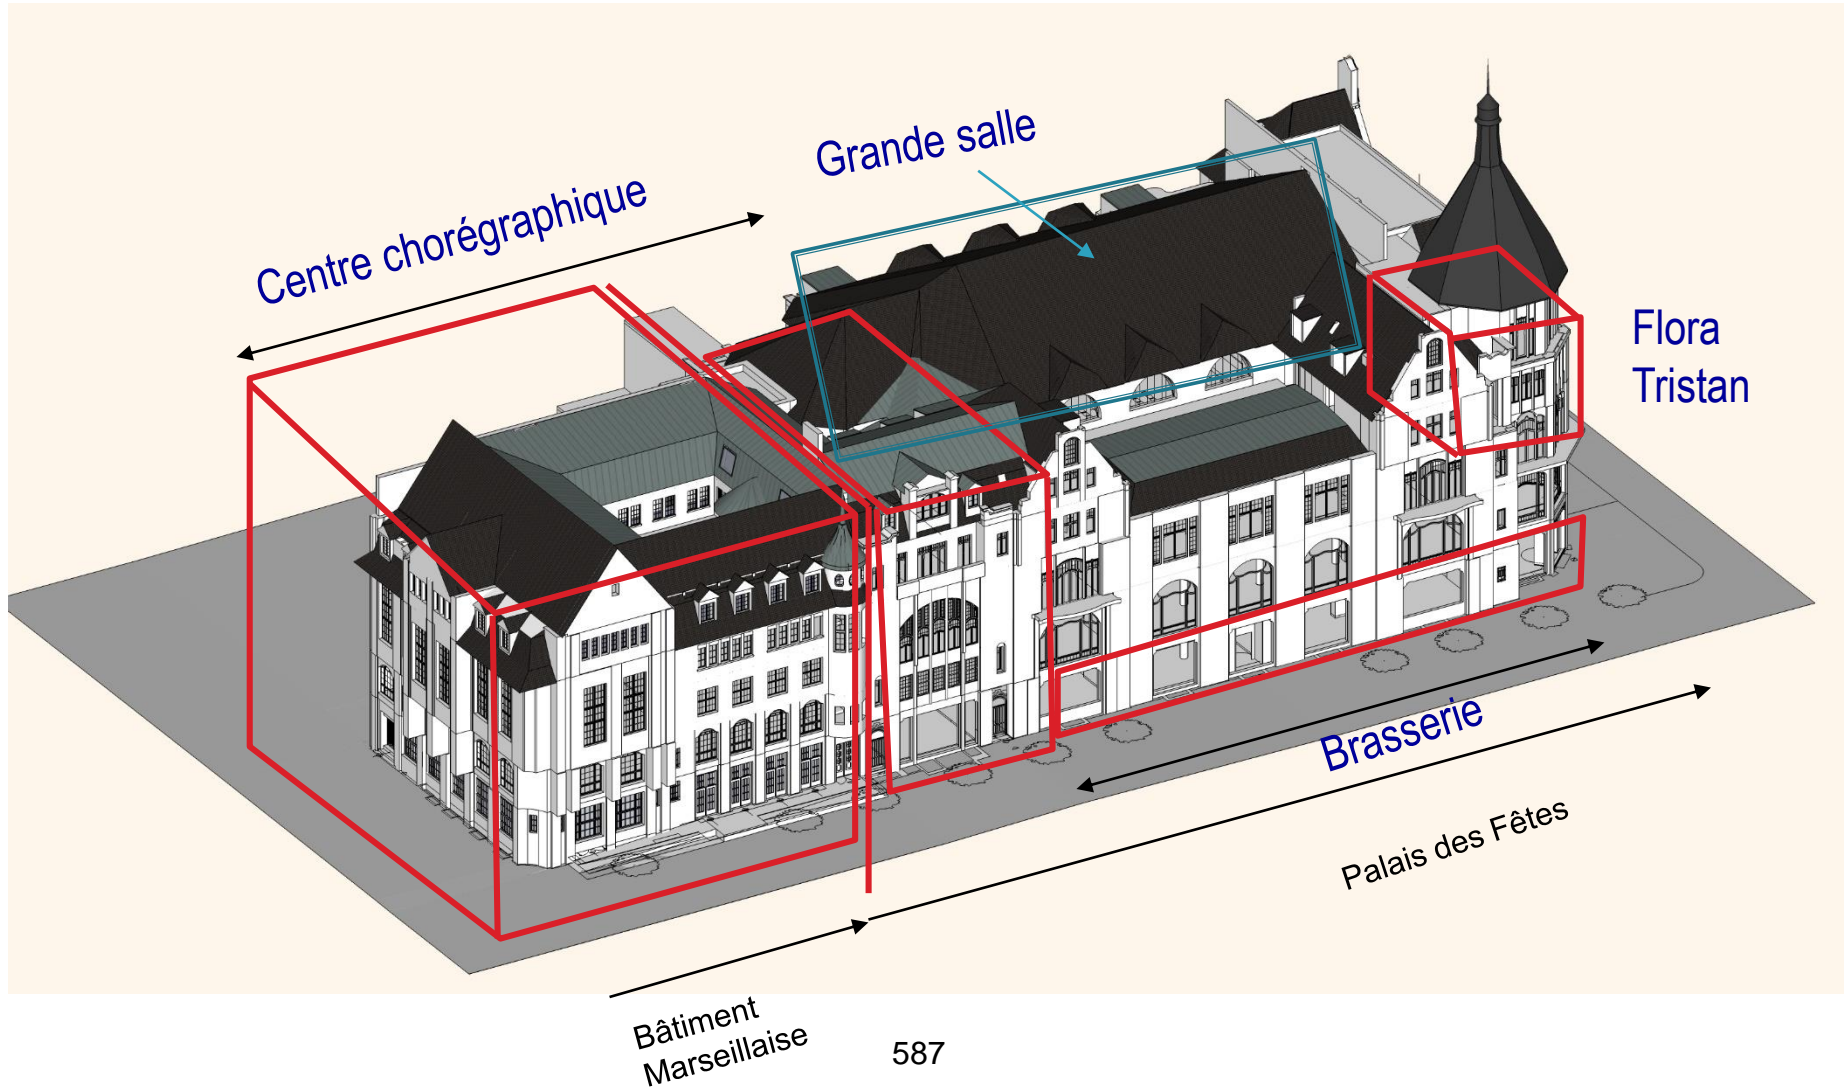 Grande salle
Centre chorégraphique
Flora
Tristan
Brasserie
Palais des Fêtes
Bâtiment
Marseillaise
587